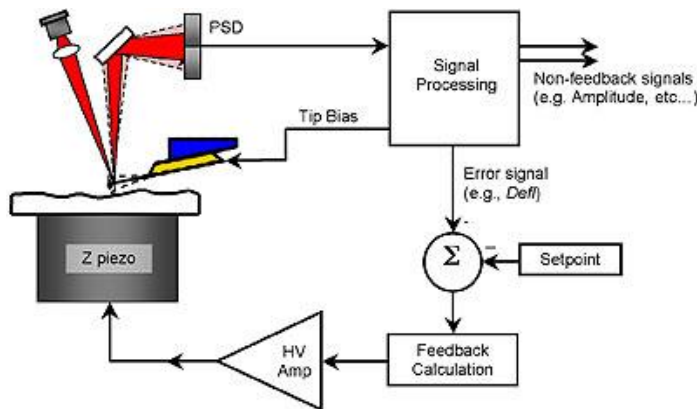 PSD
Signal
Processing
Non-feedback signals
(e.g. Amplitude, etc...)
Tip Bias
Error signal
(e.g., Defl)
Σ
–
Setpoint
Z piezo
HV
Amp
Feedback
Calculation